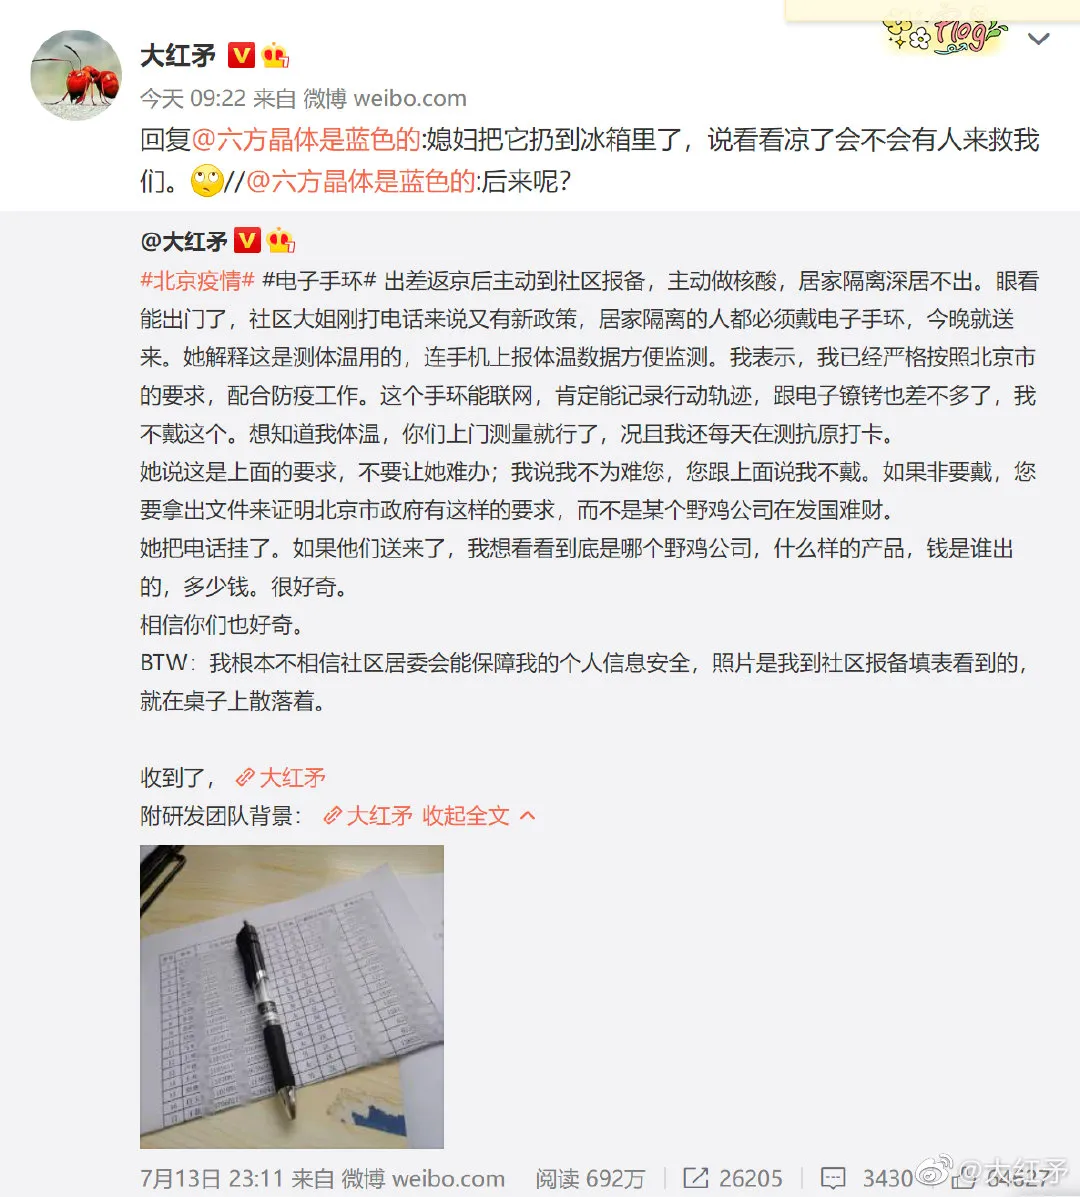 plog
大红矛 V
今天 09:22 来自 微博 weibo.com
回复@六方晶体是蓝色的:媳妇把它扔到冰箱里了，说看看凉了会不会有人来救我
们。//@六方晶体是蓝色的:后来呢？
@大红矛 V
#北京疫情# #电子手环# 出差返京后主动到社区报备，主动做核酸，居家隔离深居不出。眼看
能出门了，社区大姐刚打电话来说又有新政策，居家隔离的人都必须戴电子手环，今晚就送
来。她解释这是测体温用的，连手机上报体温数据方便监测。我表示，我已经严格按照北京市
的要求，配合防疫工作。这个手环能联网，肯定能记录行动轨迹，跟电子镣铐也差不多了，我
不戴这个。想知道我体温，你们上门测量就行了，况且我还每天在测抗原打卡。
她说这是上面的要求，不要让她难办；我说我不为难您，您跟上面说我不戴。如果非要戴，您
要拿出文件来证明北京市政府有这样的要求，而不是某个野鸡公司在发国难财。
她把电话挂了。如果他们送来了，我想看看到底是哪个野鸡公司，什么样的产品，钱是谁出
的，多少钱。很好奇。
相信你们也好奇。
BTW：我根本不相信社区居委会能保障我的个人信息安全，照片是我到社区报备填表看到的，
就在桌子上散落着。
收到了， 大红矛
附研发团队背景： 大红矛 收起全文
7月13日 23:11 来自 微博 weibo.com 阅读 692万 26205 3430
@大红矛